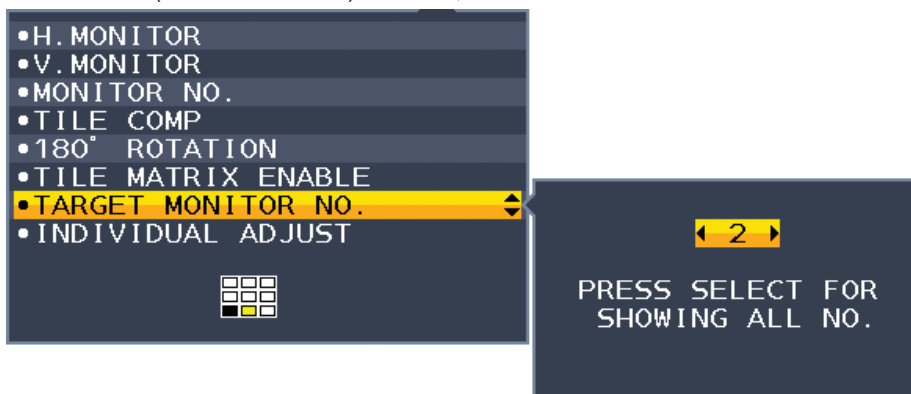 •H.MONITOR
•V.MONITOR
•MONITOR NO.
•TILE COMP
•180° ROTATION
•TILE MATRIX ENABLE
•TARGET MONITOR NO.
•INDIVIDUAL ADJUST
2
PRESS SELECT FOR
SHOWING ALL NO.